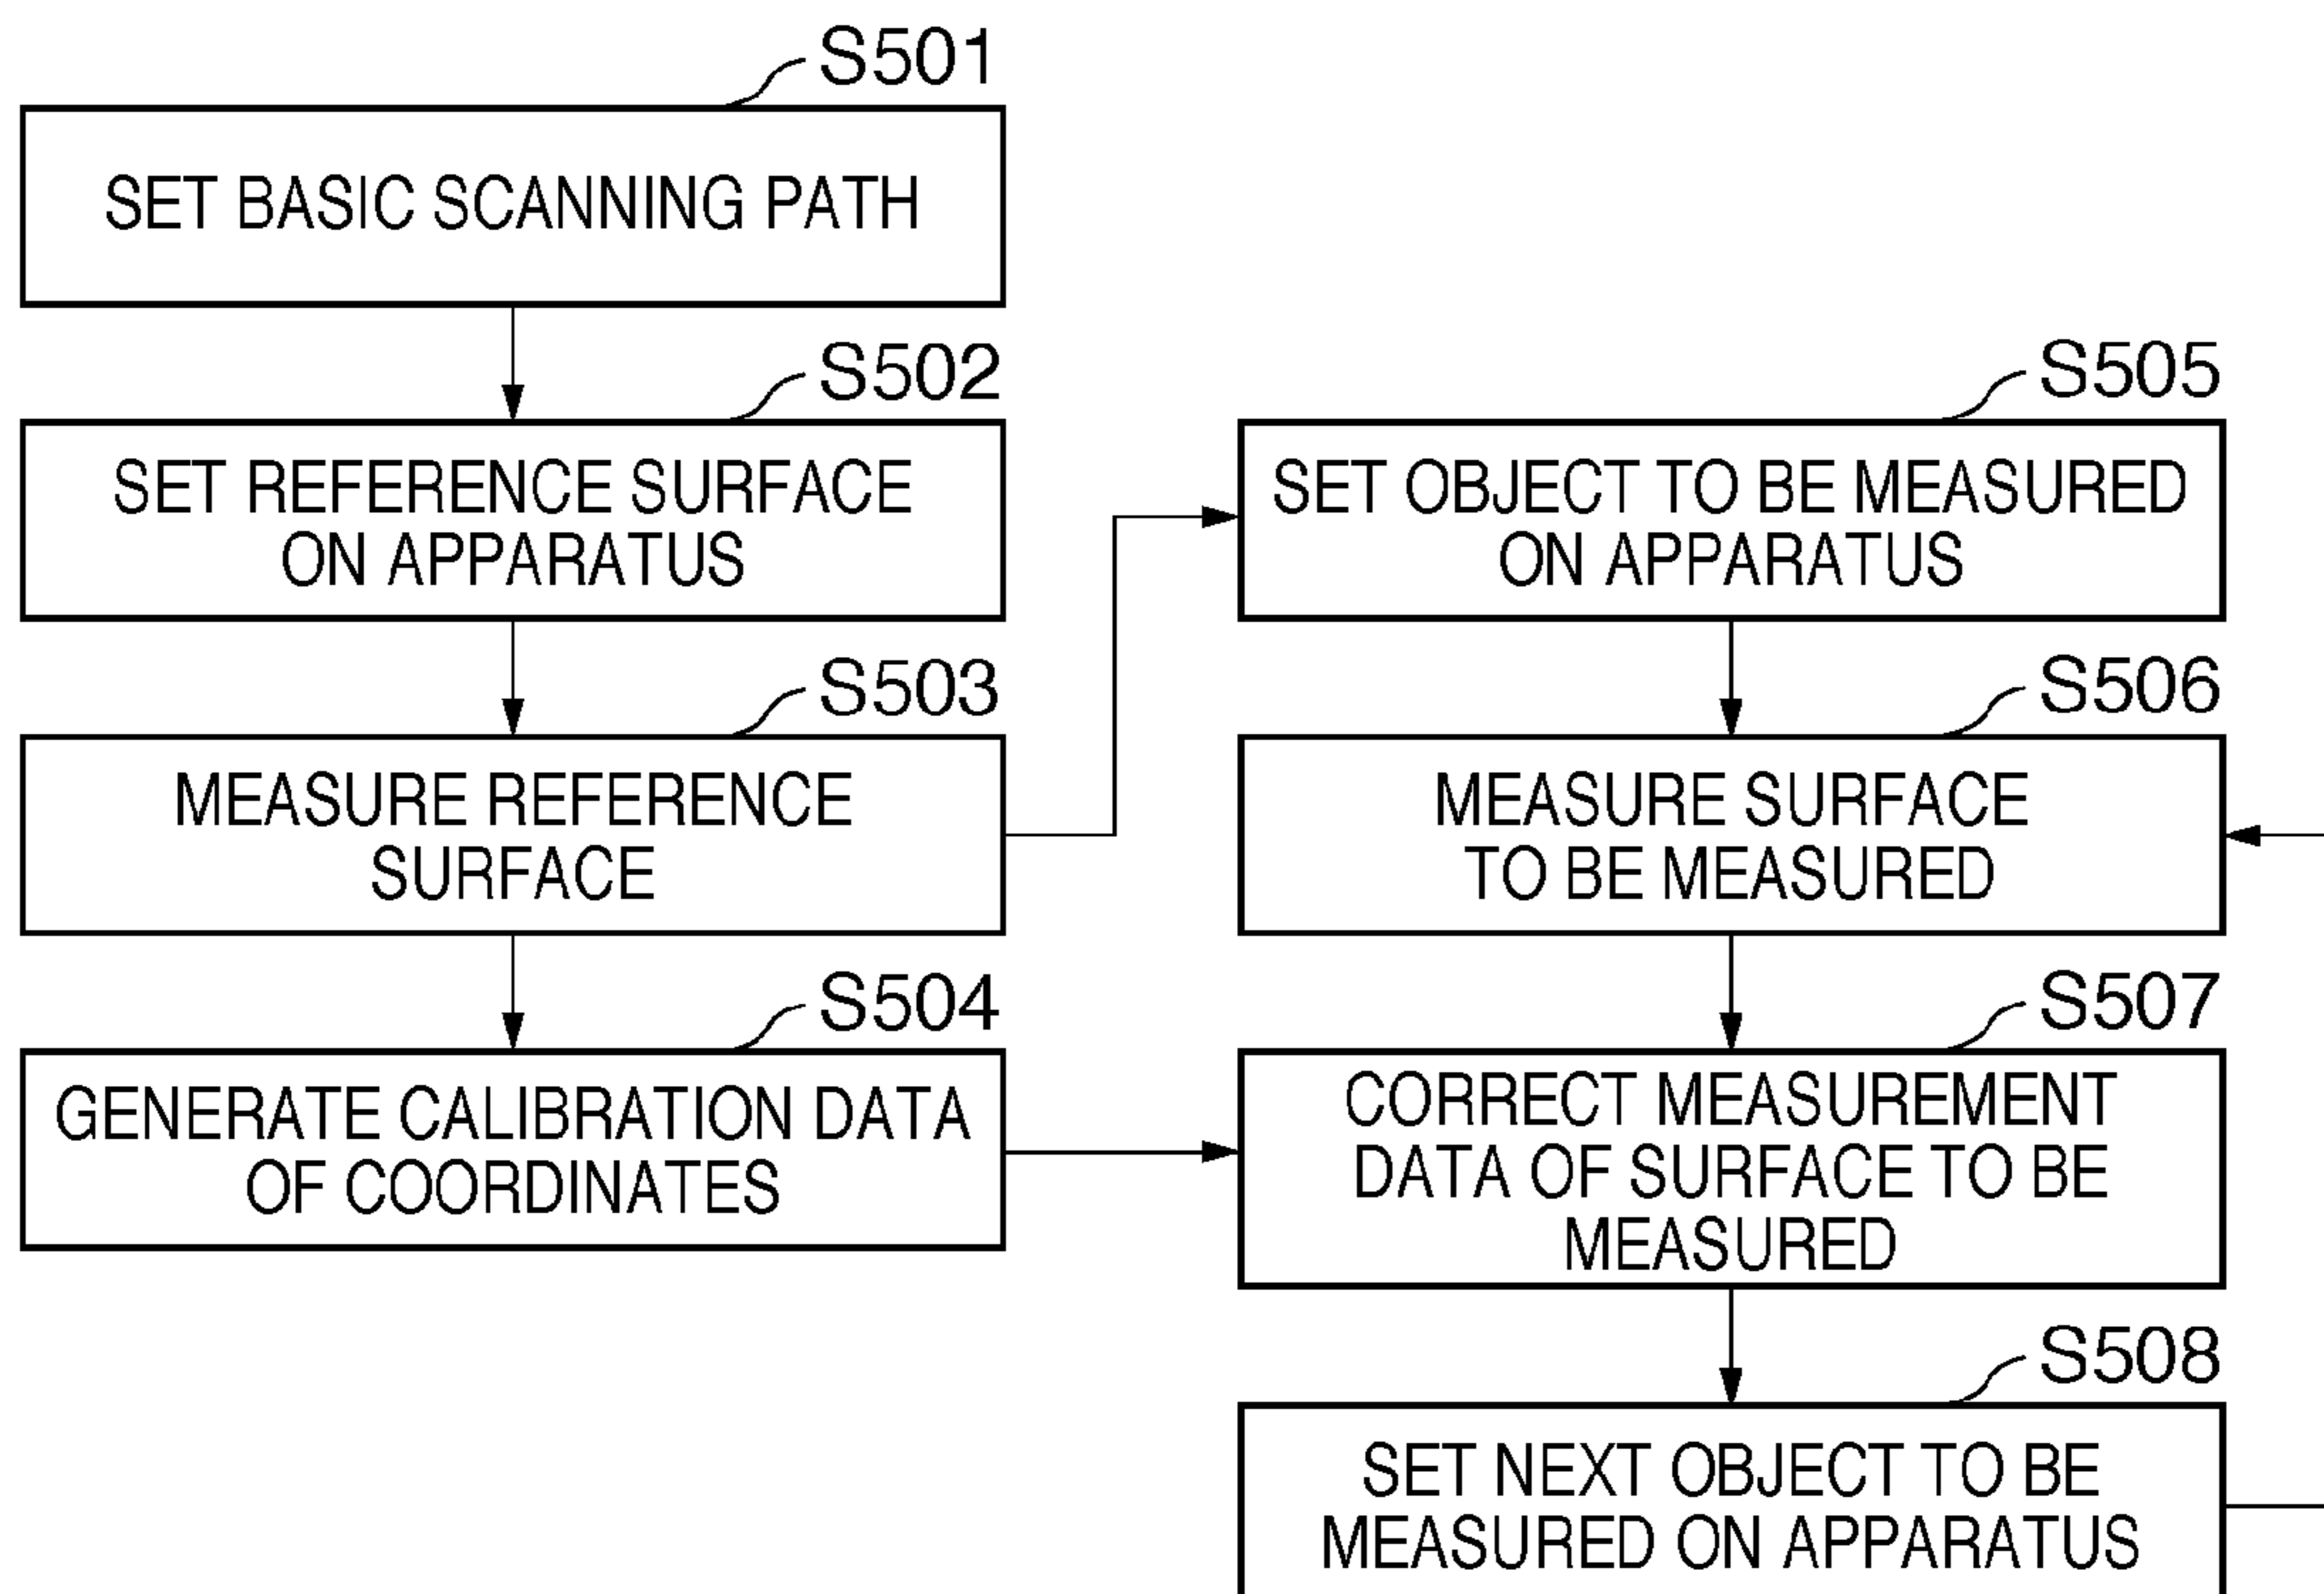 S501
SET BASIC SCANNING PATH
S502
SET REFERENCE SURFACE
ON APPARATUS
S503
MEASURE REFERENCE
SURFACE
S504
GENERATE CALIBRATION DATA
OF COORDINATES
S505
SET OBJECT TO BE MEASURED
ON APPARATUS
S506
MEASURE SURFACE
TO BE MEASURED
S507
CORRECT MEASUREMENT
DATA OF SURFACE TO BE
MEASURED
S508
SET NEXT OBJECT TO BE
MEASURED ON APPARATUS